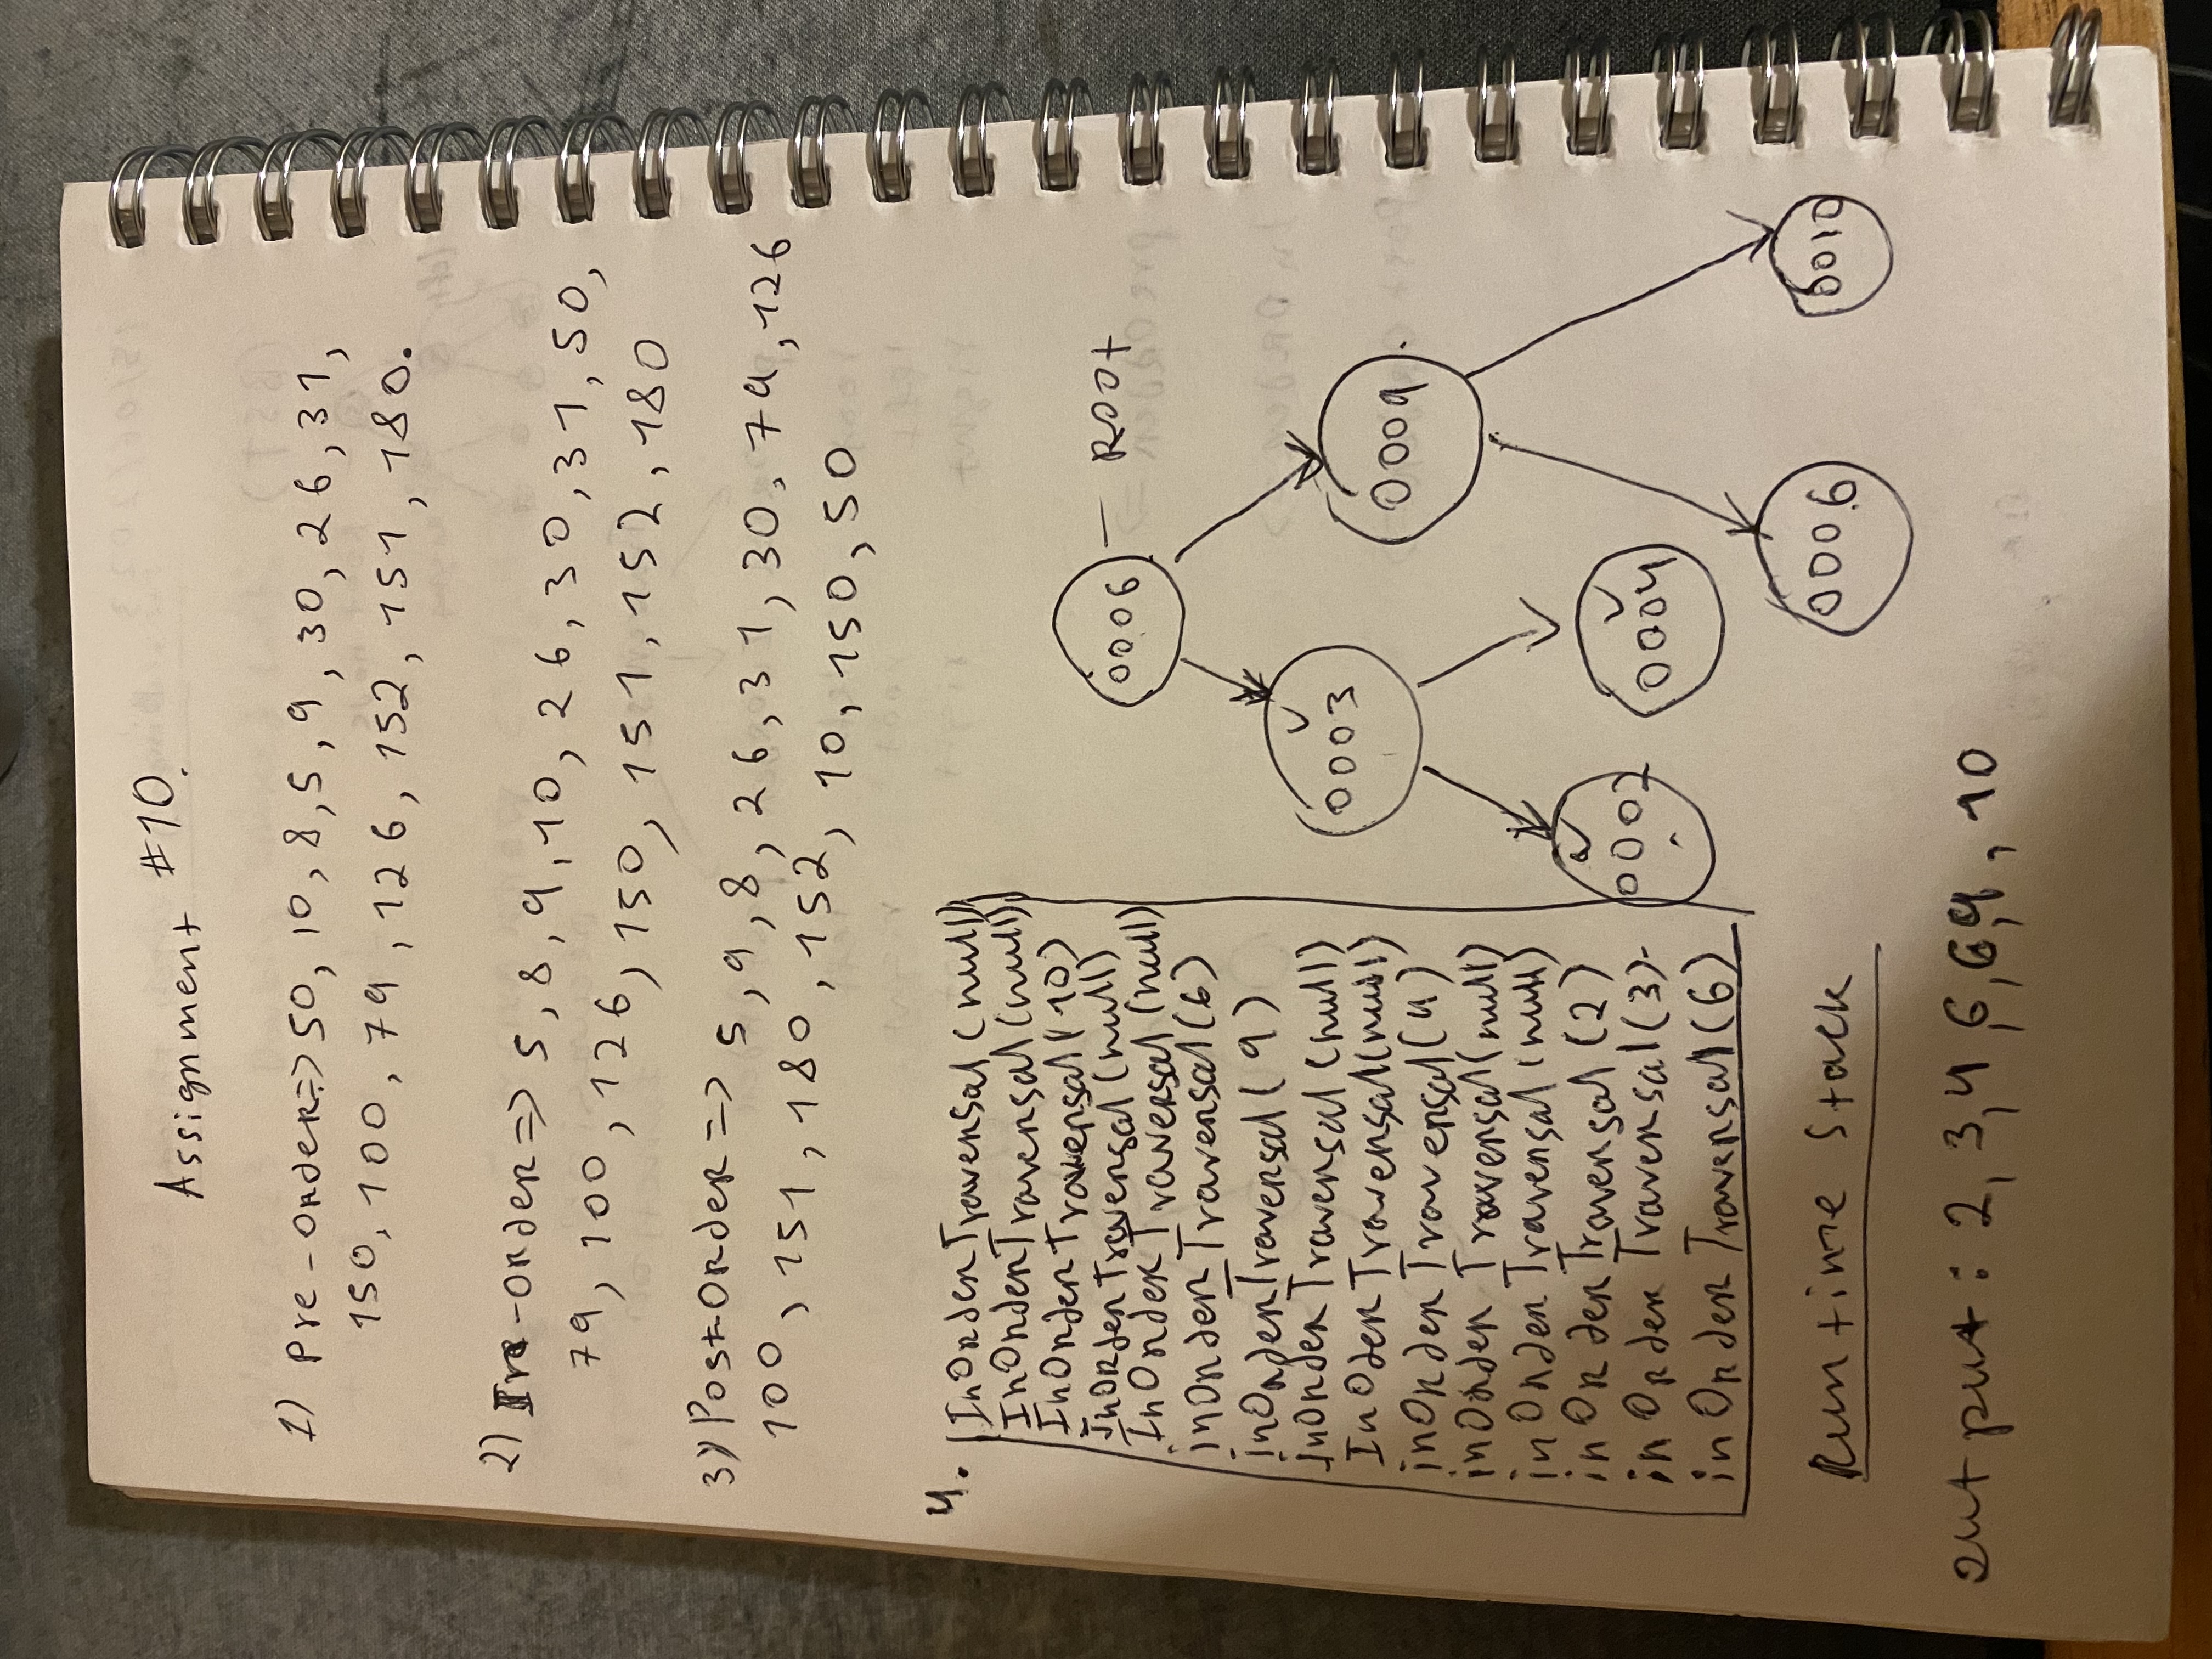 Assignment #10.
1) Pre-Order=> 50, 10, 8, 5, 9, 30, 26, 31,
150, 100, 79, 126, 152, 151, 180.
2) In-Order => 5, 8, 9, 10, 26, 30, 31, 50,
79, 100, 126, 150, 151, 152, 180
3) Post-Order => 5, 9, 8, 26, 31, 30, 79, 126
100, 151, 180, 152, 10, 150, 50
4.
InOrderTraversal (null)
InOrderTraversal (null)
InOrderTraversal (10)
InOrderTraversal (null)
InOrderTraversal (null)
inOrderTraversal (6)
inOrderTraversal (9)
inOrderTraversal (null)
InOderTraversal (null)
inOrderTraversal (4)
inOrder Traversal (null)
inOrderTraversal (null)
inOrderTraversal (2)
inOrderTraversal (3)
inOrderTraversal (6)
Runtime Stack
0006 - Root
0003
0009
0002
0004
0006
0010
output: 2, 3, 4, 6, 6, 9, 10